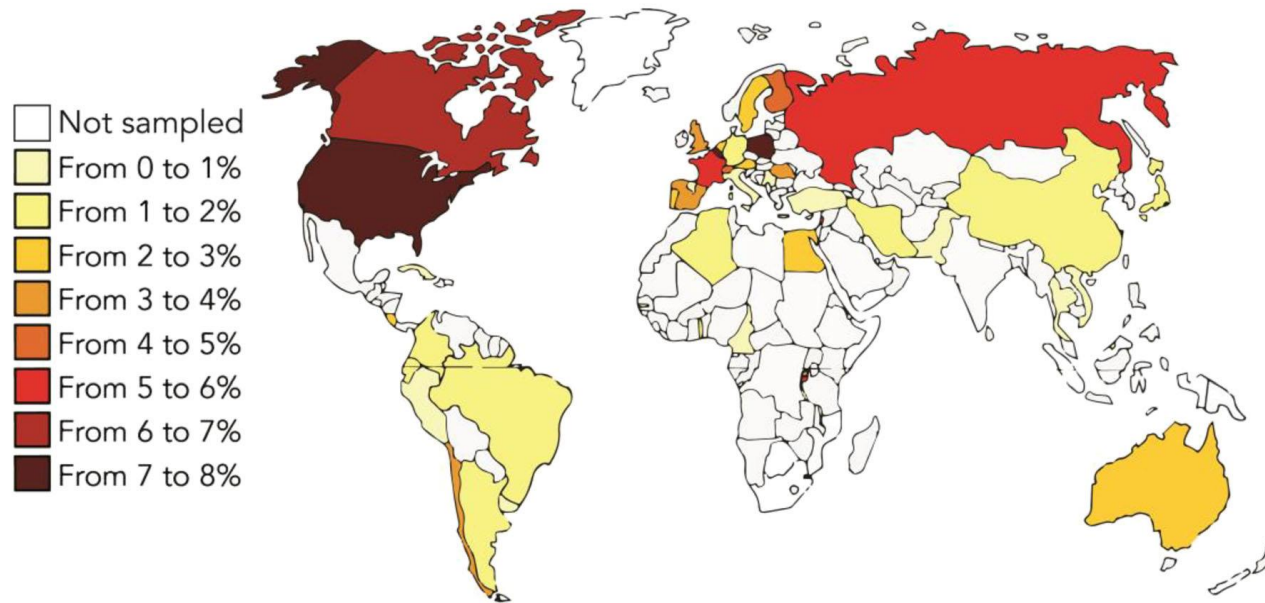 Not sampled
From 0 to 1%
From 1 to 2%
From 2 to 3%
From 3 to 4%
From 4 to 5%
From 5 to 6%
From 6 to 7%
From 7 to 8%